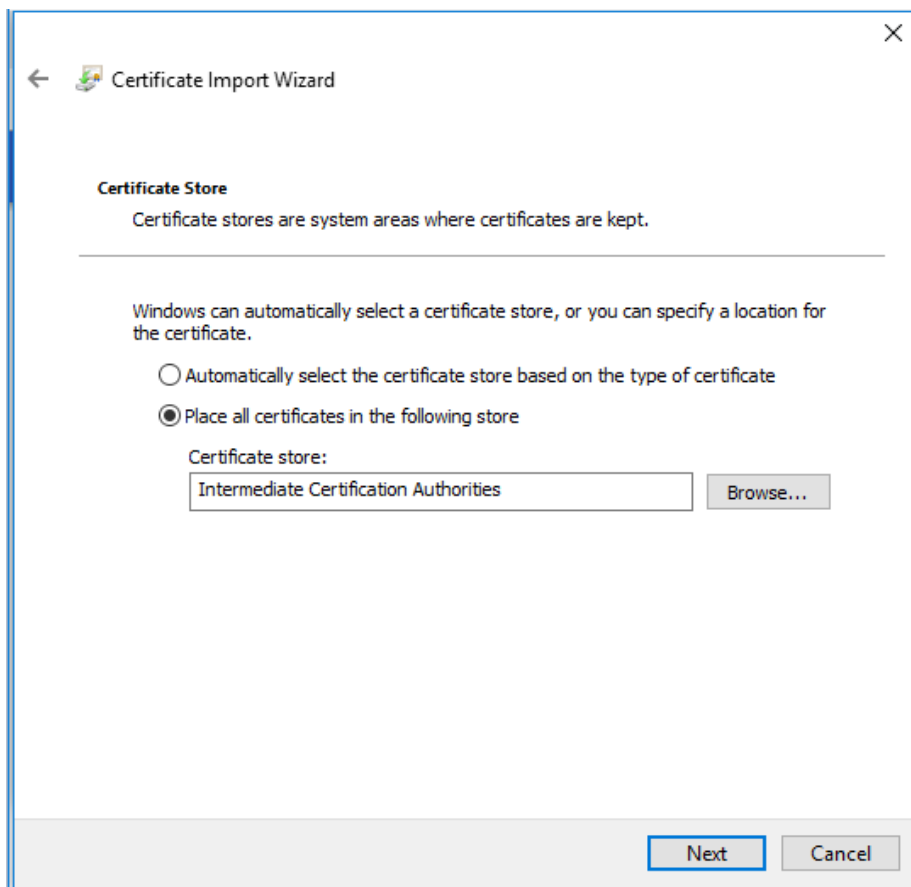 Certificate Import Wizard
Certificate Store
Certificate stores are system areas where certificates are kept.
Windows can automatically select a certificate store, or you can specify a location for
the certificate.
Automatically select the certificate store based on the type of certificate
Place all certificates in the following store
Certificate store:
Intermediate Certification Authorities
Browse...
Next
Cancel